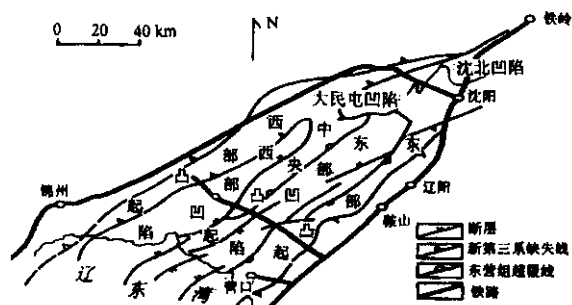 0 20 40 km
N
铁岭
沈北凹陷
沈阳
大民屯凹陷
西部凸起
西部凹陷
中央凸起
东部凹陷
东部凸起
锦州
辽阳
鞍山
营口
辽东湾
断层
新第三系缺失线
东营组超覆线
铁路